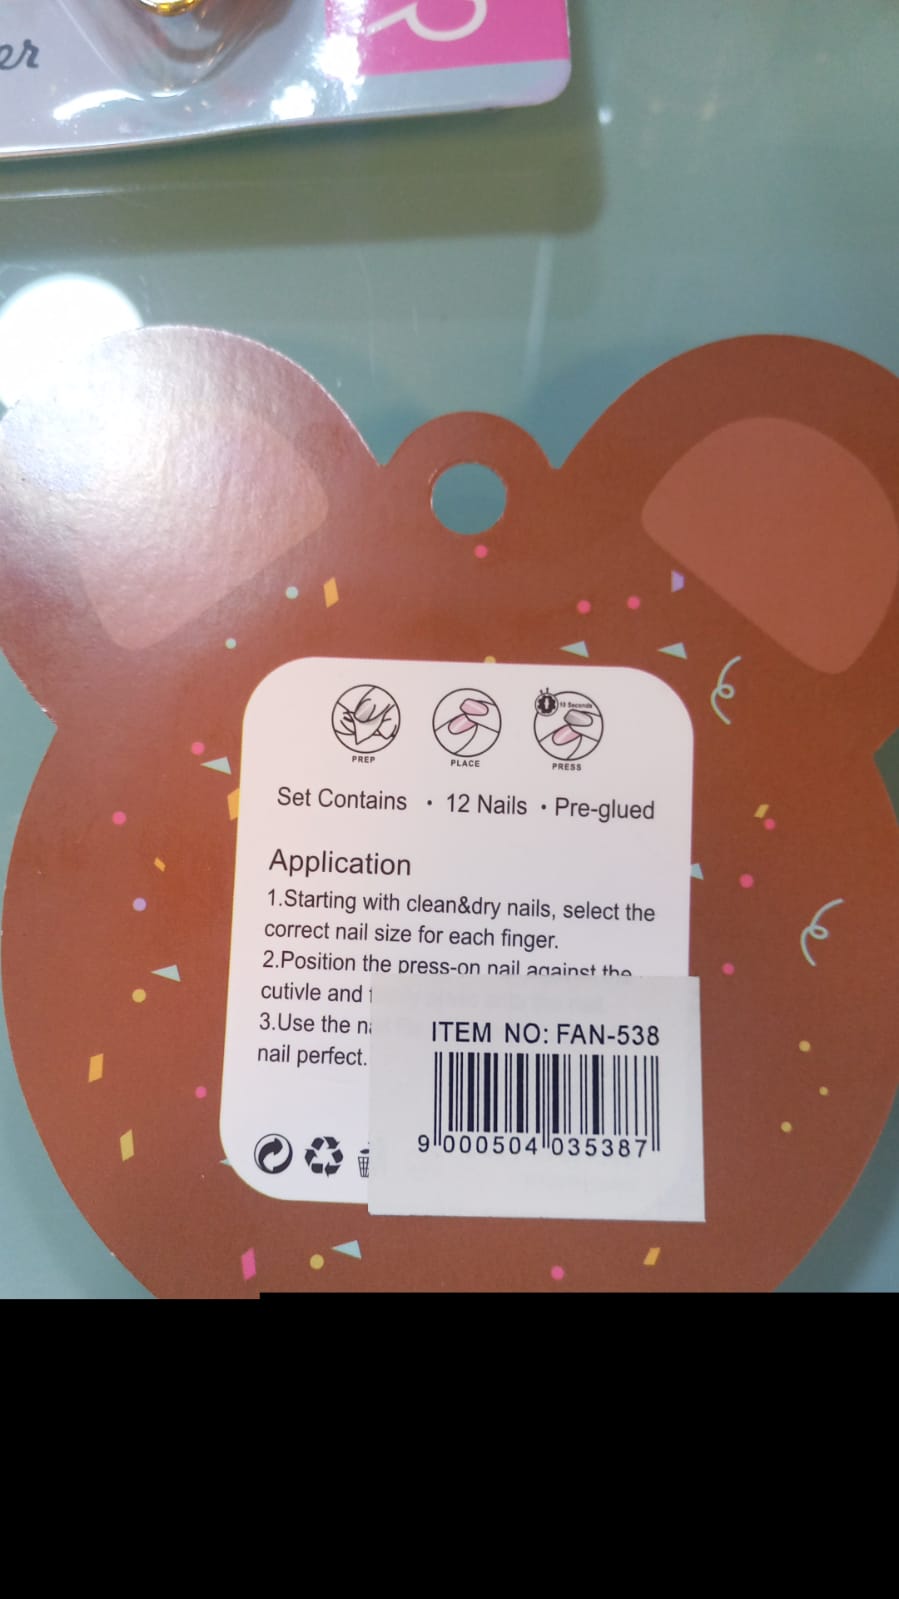 er
PREP
PLACE
10 Seconds
PRESS
Set Contains • 12 Nails • Pre-glued
Application
1.Starting with clean&dry nails, select the
correct nail size for each finger.
2.Position the press-on nail against the
cutivle and
3.Use the
nail perfect.
ITEM NO: FAN-538
9 000504 035387